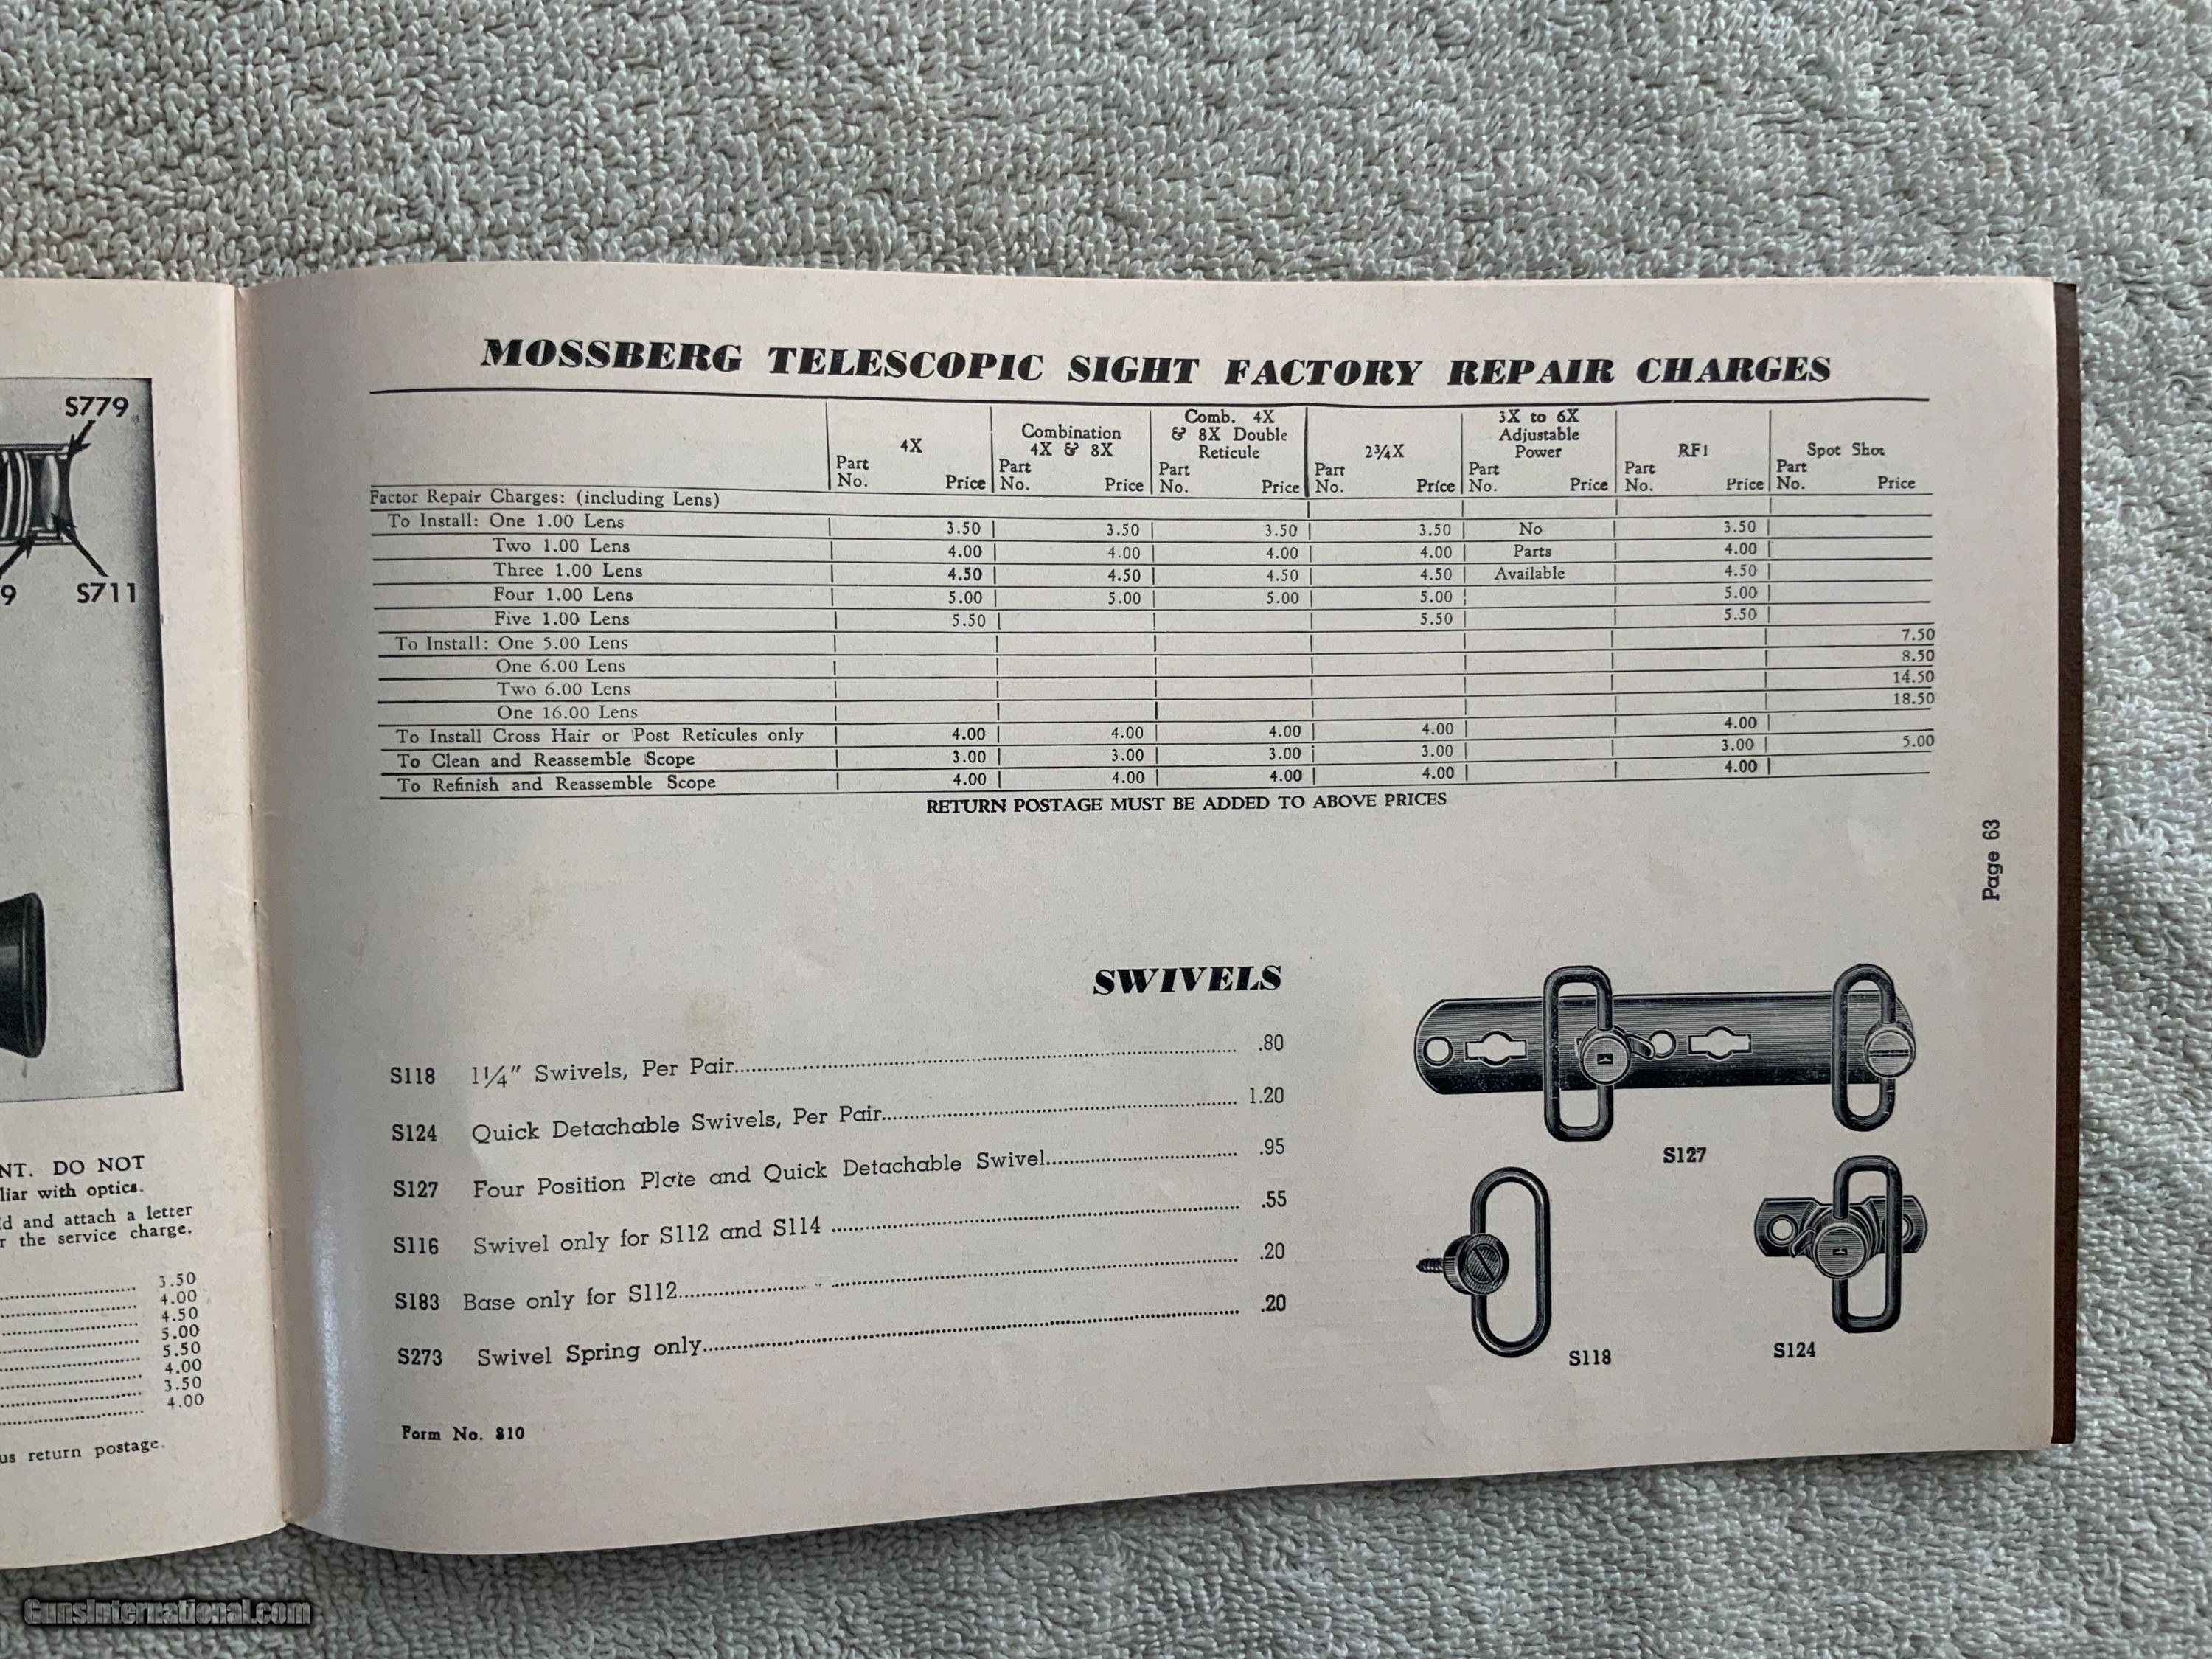 S779
9 S711
NT. DO NOT
liar with optics.
d and attach a letter
r the service charge.
3.50
4.00
4.50
5.00
5.50
4.00
3.50
4.00
us return postage.
MOSSBERG TELESCOPIC SIGHT FACTORY REPAIR CHARGES
4X Combination 4X & 8X Comb. 4X & 8X Double Reticule 2¾X 3X to 6X Adjustable Power RF1 Spot Shot
Part No. Price Part No. Price Part No. Price Part No. Price Part No. Price Part No. Price Part No. Price
Factor Repair Charges: (including Lens)
To Install: One 1.00 Lens 3.50 3.50 3.50 3.50 No 3.50
Two 1.00 Lens 4.00 4.00 4.00 4.00 Parts 4.00
Three 1.00 Lens 4.50 4.50 4.50 4.50 Available 4.50
Four 1.00 Lens 5.00 5.00 5.00 5.00 5.00
Five 1.00 Lens 5.50 5.50 5.50
To Install: One 5.00 Lens 7.50
One 6.00 Lens 8.50
Two 6.00 Lens 14.50
One 16.00 Lens 18.50
To Install Cross Hair or Post Reticules only 4.00 4.00 4.00 4.00 4.00
To Clean and Reassemble Scope 3.00 3.00 3.00 3.00 3.00 5.00
To Refinish and Reassemble Scope 4.00 4.00 4.00 4.00 4.00
RETURN POSTAGE MUST BE ADDED TO ABOVE PRICES
Page 63
SWIVELS
S118 1¼" Swivels, Per Pair .80
S124 Quick Detachable Swivels, Per Pair 1.20
S127 Four Position Plate and Quick Detachable Swivel .95
S116 Swivel only for S112 and S114 .55
S183 Base only for S112 .20
S273 Swivel Spring only .20
S127
S118
S124
Form No. 810
GunsInternational.com